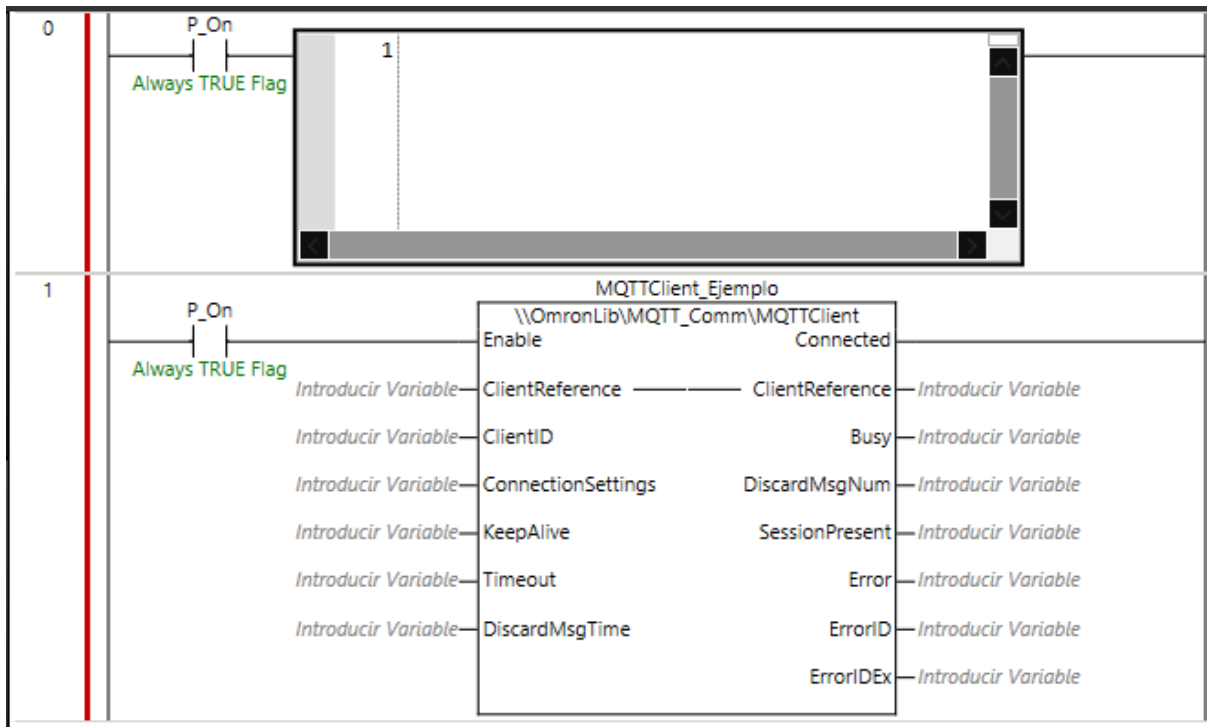 0
P_On
1
Always TRUE Flag
1
MQTTClient_Ejemplo
P_On
\\OmronLib\MQTT_Comm\MQTTClient
Enable Connected
Always TRUE Flag
Introducir Variable ClientReference ClientReference Introducir Variable
Introducir Variable ClientID Busy Introducir Variable
Introducir Variable ConnectionSettings DiscardMsgNum Introducir Variable
Introducir Variable KeepAlive SessionPresent Introducir Variable
Introducir Variable Timeout Error Introducir Variable
Introducir Variable DiscardMsgTime ErrorID Introducir Variable
ErrorIDEx Introducir Variable